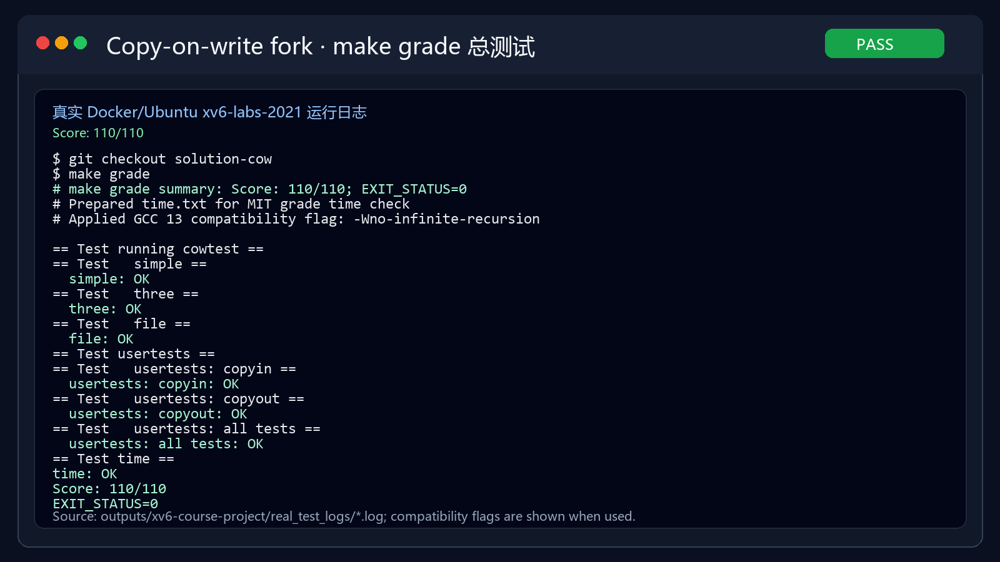 Copy-on-write fork · make grade 总测试
PASS
真实 Docker/Ubuntu xv6-labs-2021 运行日志
Score: 110/110
$ git checkout solution-cow
$ make grade
# make grade summary: Score: 110/110; EXIT_STATUS=0
# Prepared time.txt for MIT grade time check
# Applied GCC 13 compatibility flag: -Wno-infinite-recursion
== Test running cowtest ==
== Test   simple ==
  simple: OK
== Test   three ==
  three: OK
== Test   file ==
  file: OK
== Test usertests ==
== Test   usertests: copyin ==
  usertests: copyin: OK
== Test   usertests: copyout ==
  usertests: copyout: OK
== Test   usertests: all tests ==
  usertests: all tests: OK
== Test time ==
time: OK
Score: 110/110
EXIT_STATUS=0
Source: outputs/xv6-course-project/real_test_logs/*.log; compatibility flags are shown when used.